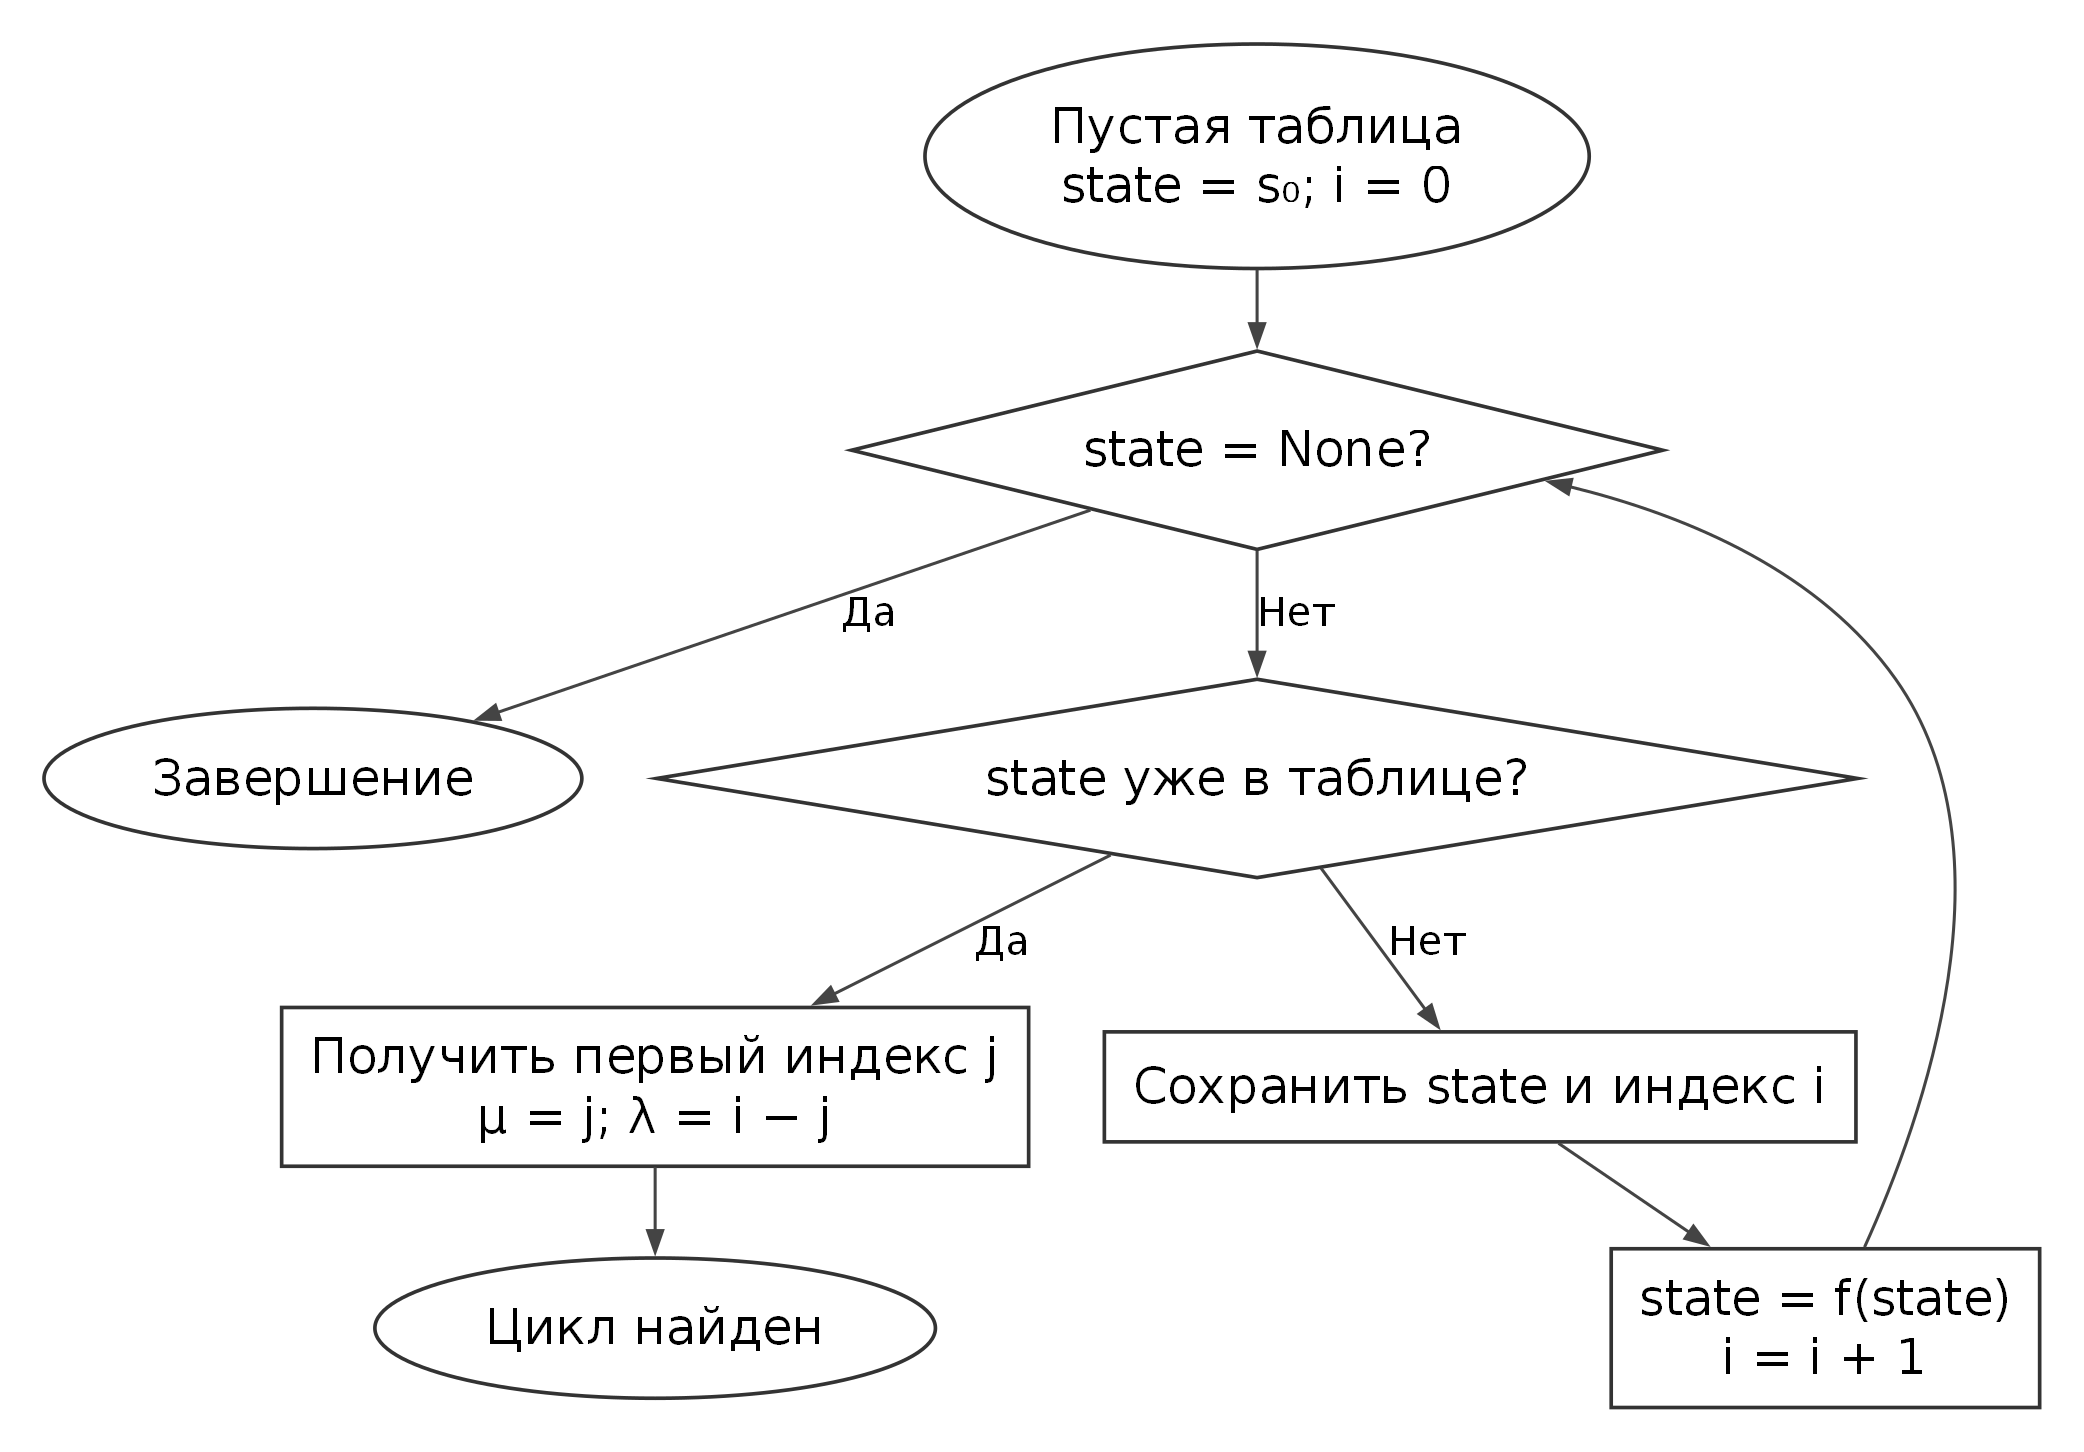 Пустая таблица
state = s₀; i = 0
state = None?
Да
Нет
Завершение
state уже в таблице?
Да
Нет
Получить первый индекс j
μ = j; λ = i − j
Сохранить state и индекс i
Цикл найден
state = f(state)
i = i + 1